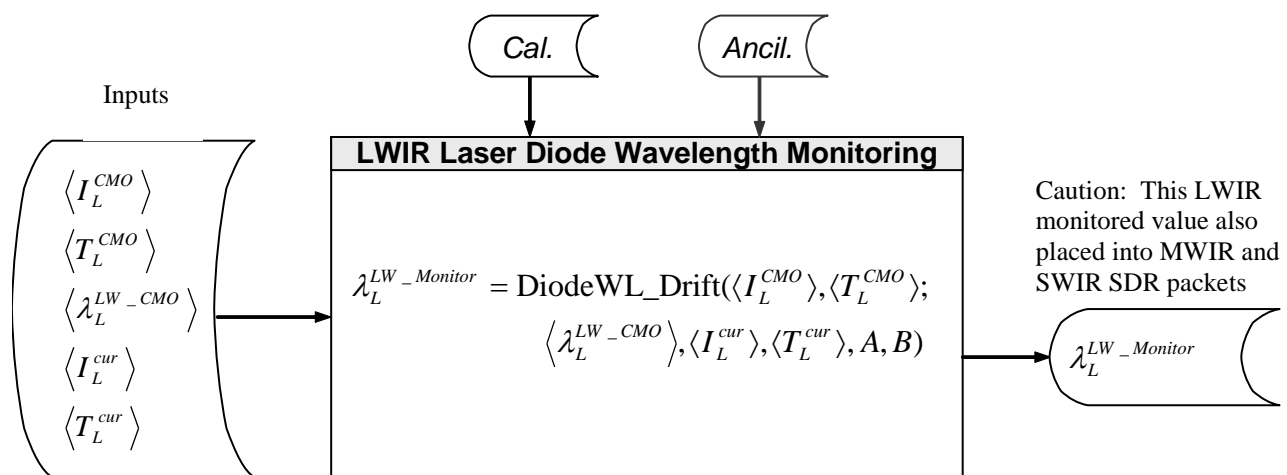 Cal.
Ancil.
Inputs
LWIR Laser Diode Wavelength Monitoring
⟨I_L^{CMO}⟩
⟨T_L^{CMO}⟩
⟨λ_L^{LW_CMO}⟩
⟨I_L^{cur}⟩
⟨T_L^{cur}⟩
λ_L^{LW_Monitor} = DiodeWL_Drift(⟨I_L^{CMO}⟩,⟨T_L^{CMO}⟩;
⟨λ_L^{LW_CMO}⟩,⟨I_L^{cur}⟩,⟨T_L^{cur}⟩, A, B)
Caution: This LWIR
monitored value also
placed into MWIR and
SWIR SDR packets
λ_L^{LW_Monitor}